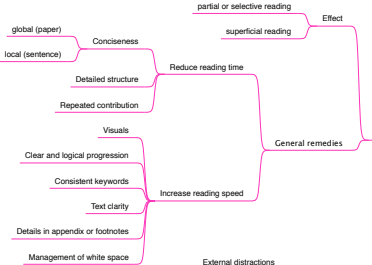 partial or selective reading
Effect
superficial reading
global (paper)
Conciseness
local (sentence)
Reduce reading time
Detailed structure
Repeated contribution
Visuals
General remedies
Clear and logical progression
Consistent keywords
Increase reading speed
Text clarity
Details in appendix or footnotes
Management of white space
External distractions